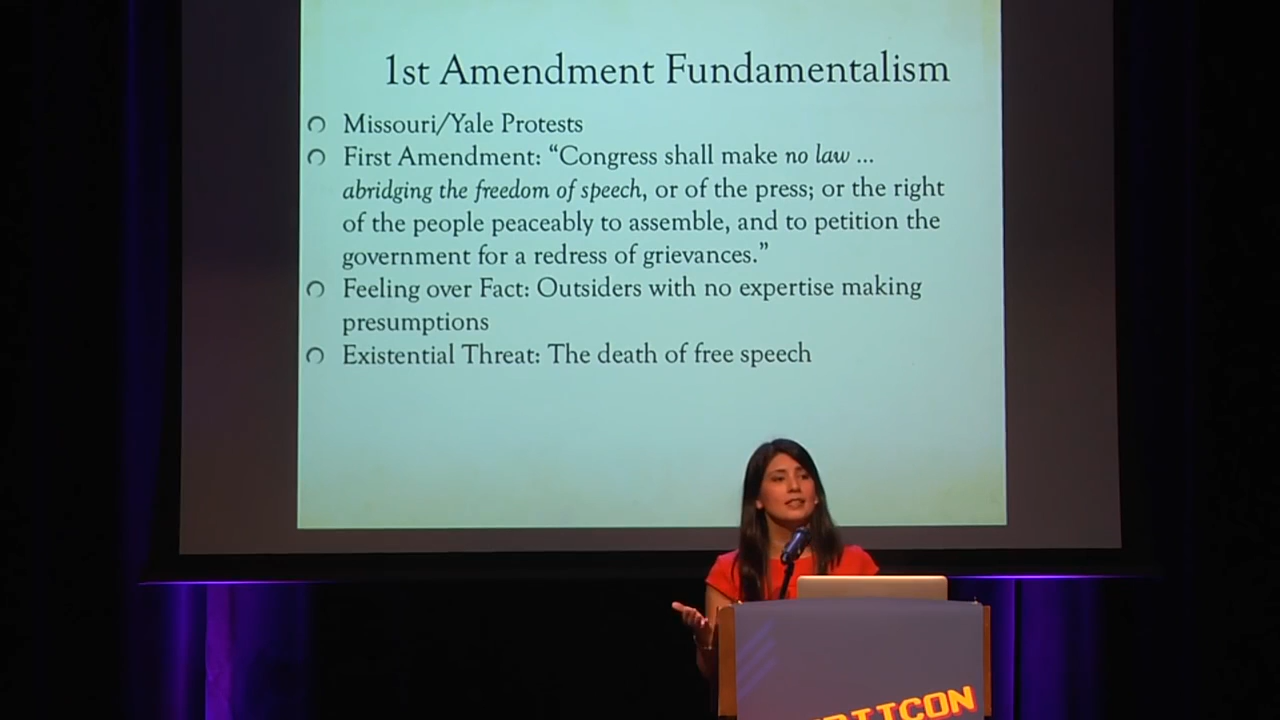 1st Amendment Fundamentalism
Missouri/Yale Protests
First Amendment: “Congress shall make no law ...
abridging the freedom of speech, or of the press; or the right
of the people peaceably to assemble, and to petition the
government for a redress of grievances.”
Feeling over Fact: Outsiders with no expertise making
presumptions
Existential Threat: The death of free speech